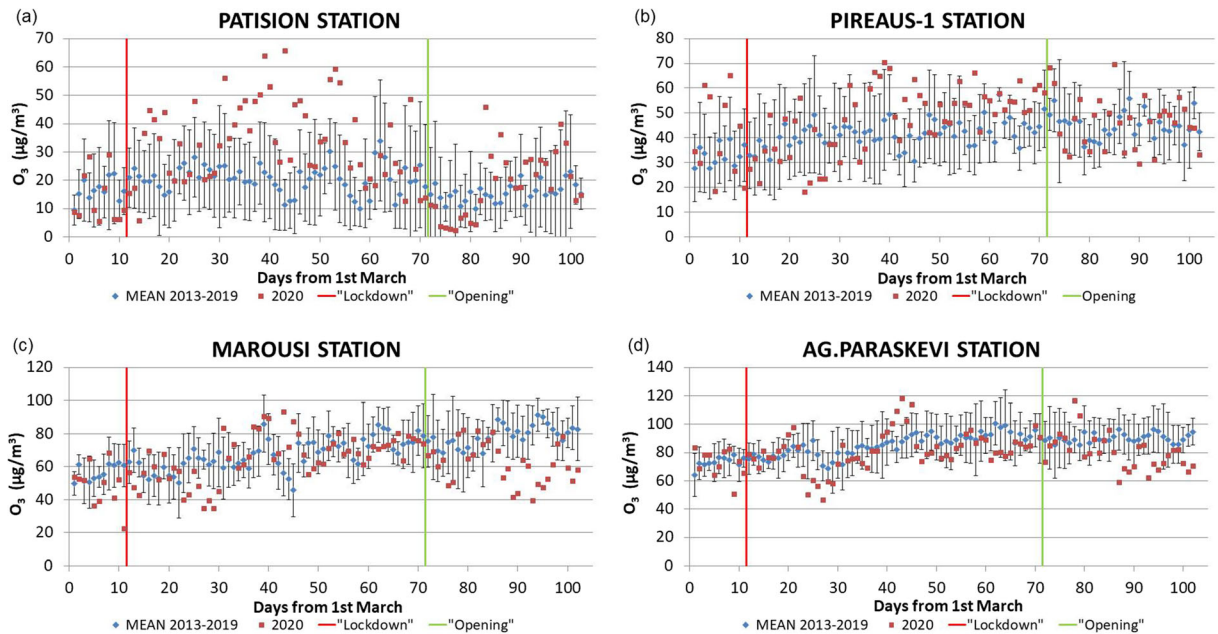 (a)
PATISION STATION
O₃ (µg/m³)
70
60
50
40
30
20
10
0
0 10 20 30 40 50 60 70 80 90 100
Days from 1st March
MEAN 2013-2019 2020 "Lockdown" "Opening"
(b)
PIREAUS-1 STATION
O₃ (µg/m³)
80
70
60
50
40
30
20
10
0
0 10 20 30 40 50 60 70 80 90 100
Days from 1st March
MEAN 2013-2019 2020 "Lockdown" Opening
(c)
MAROUSI STATION
O₃ (µg/m³)
120
100
80
60
40
20
0
0 10 20 30 40 50 60 70 80 90 100
Days from 1st March
MEAN 2013-2019 2020 "Lockdown" "Opening"
(d)
AG.PARASKEVI STATION
O₃ (µg/m³)
140
120
100
80
60
40
20
0
0 10 20 30 40 50 60 70 80 90 100
Days from 1st March
MEAN 2013-2019 2020 "Lockdown" "Opening"